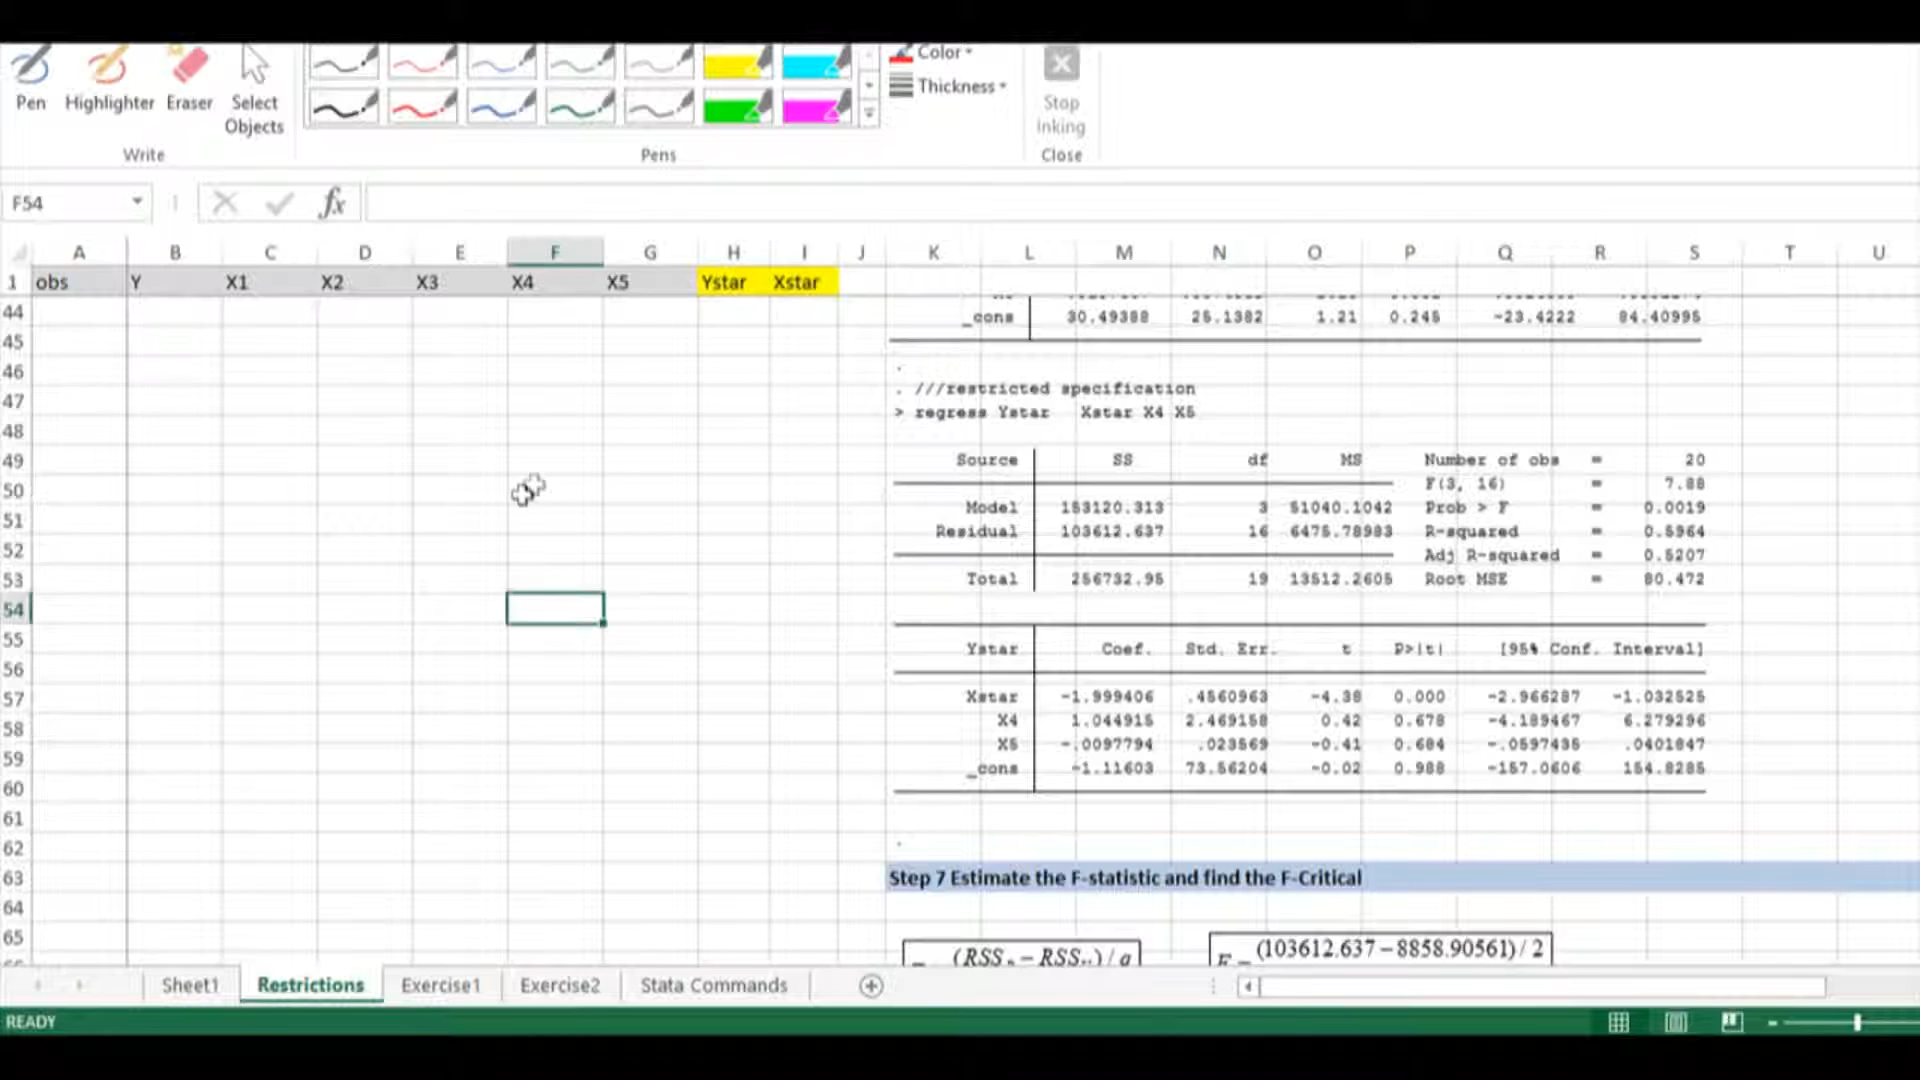 Pen
Highlighter
Eraser
Select
Objects
Write
Pens
Color
Thickness
Stop
Inking
Close
F54
fx
A B C D E F G H I J K L M N O P Q R S T U
1 obs Y X1 X2 X3 X4 X5 Ystar Xstar
44
_cons 30.49388 25.1382 1.21 0.245 -23.4222 84.40995
45
46
47
48
. ///restricted specification
> regress Ystar Xstar X4 X5
49
50
51
52
53
Source SS df MS Number of obs = 20
F(3, 16) = 7.88
Model 153120.313 3 51040.1042 Prob > F = 0.0019
Residual 103612.637 16 6475.78983 R-squared = 0.5964
Adj R-squared = 0.5207
Total 256732.95 19 13512.2605 Root MSE = 80.472
54
55
56
57
58
59
60
61
62
Ystar Coef. Std. Err. t P>|t| [95% Conf. Interval]
Xstar -1.999406 .4560963 -4.38 0.000 -2.966287 -1.032525
X4 1.044915 2.469158 0.42 0.678 -4.189467 6.279296
X5 -.0097794 .023569 -0.41 0.684 -.0597435 .0401847
_cons -1.11603 73.56204 -0.02 0.988 -157.0606 154.8285
63
Step 7 Estimate the F-statistic and find the F-Critical
64
65
(103612.637 – 8858.90561) / 2
Sheet1 Restrictions Exercise1 Exercise2 Stata Commands
READY